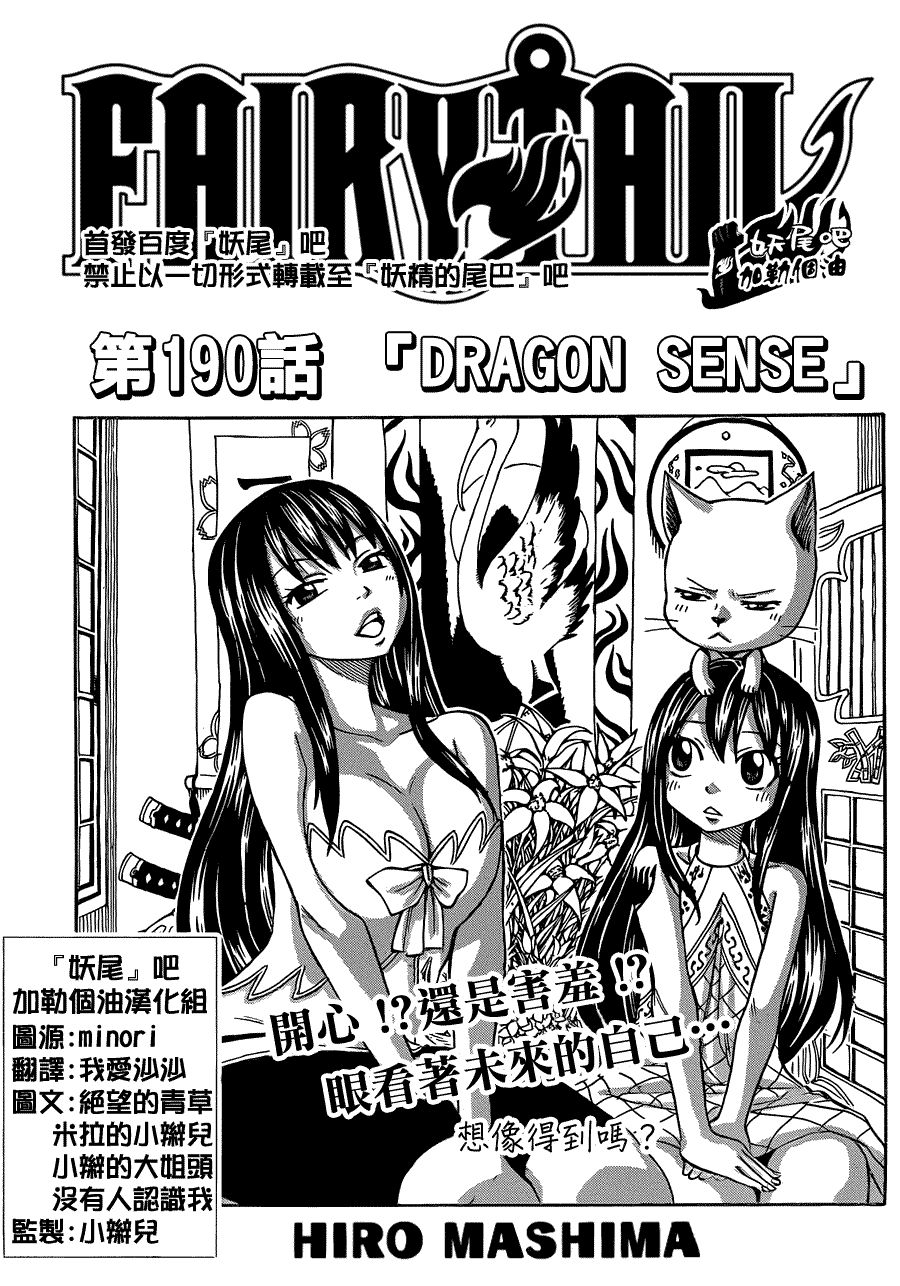 FAIRY TAIL
首發百度『妖尾』吧
禁止以一切形式轉載至『妖精的尾巴』吧
妖尾吧
加勒個油
第190話 「DRAGON SENSE」
一
開心!?還是害羞!?
眼看著未來的自己…
想像得到嗎?
『妖尾』吧
加勒個油漢化組
圖源:minori
翻譯:我愛沙沙
圖文:絕望的青草
米拉的小辮兒
小辮的大姐頭
沒有人認識我
監製:小辮兒
HIRO MASHIMA